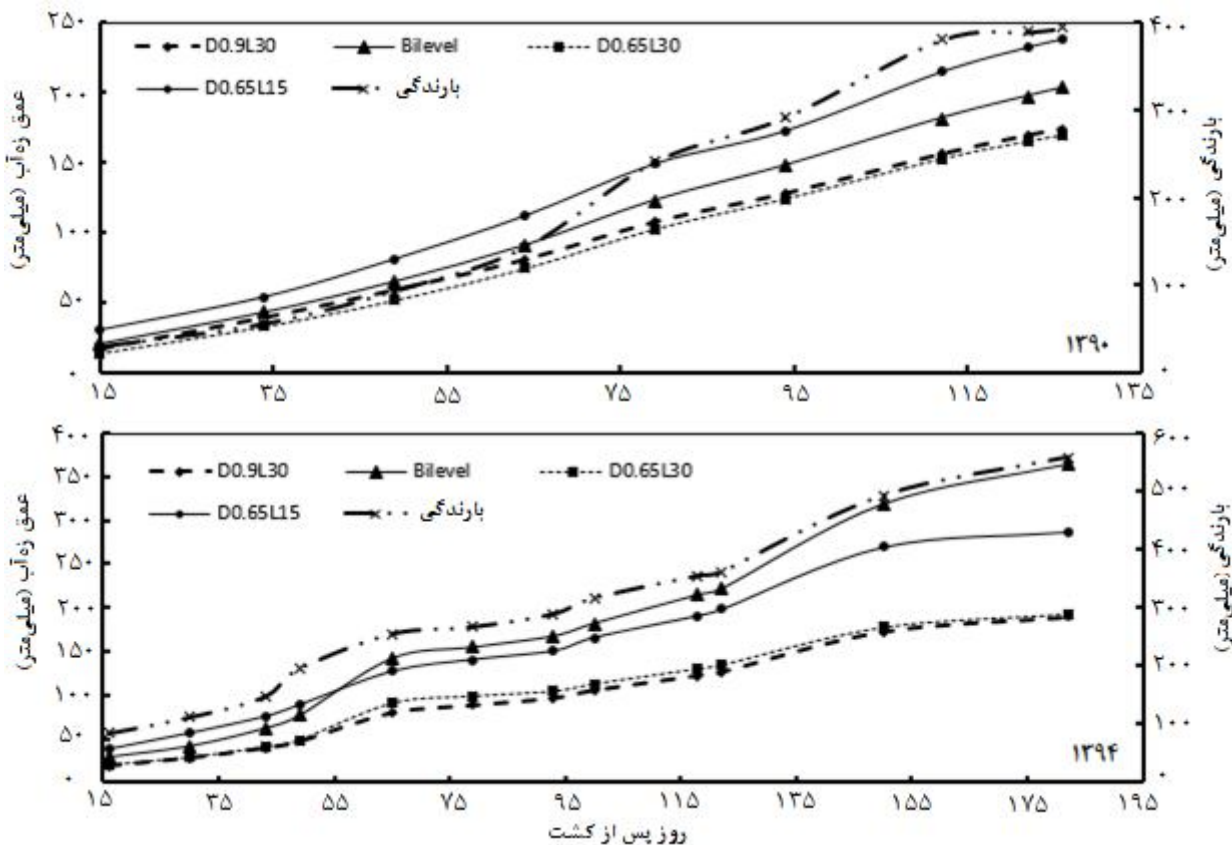 D0.9L30 Bilevel D0.65L30
D0.65L15 بارندگی
عمق زه‌آب (میلی‌متر)
۲۵۰
۲۰۰
۱۵۰
۱۰۰
۵۰
۰
بارندگی (میلی‌متر)
۴۰۰
۳۰۰
۲۰۰
۱۰۰
۰
۱۳۹۰
۱۵ ۳۵ ۵۵ ۷۵ ۹۵ ۱۱۵ ۱۳۵
D0.9L30 Bilevel D0.65L30
D0.65L15 بارندگی
عمق زه‌آب (میلی‌متر)
۴۰۰
۳۵۰
۳۰۰
۲۵۰
۲۰۰
۱۵۰
۱۰۰
۵۰
۰
بارندگی (میلی‌متر)
۶۰۰
۵۰۰
۴۰۰
۳۰۰
۲۰۰
۱۰۰
۰
۱۳۹۴
۱۵ ۳۵ ۵۵ ۷۵ ۹۵ ۱۱۵ ۱۳۵ ۱۵۵ ۱۷۵ ۱۹۵
روز پس از کشت